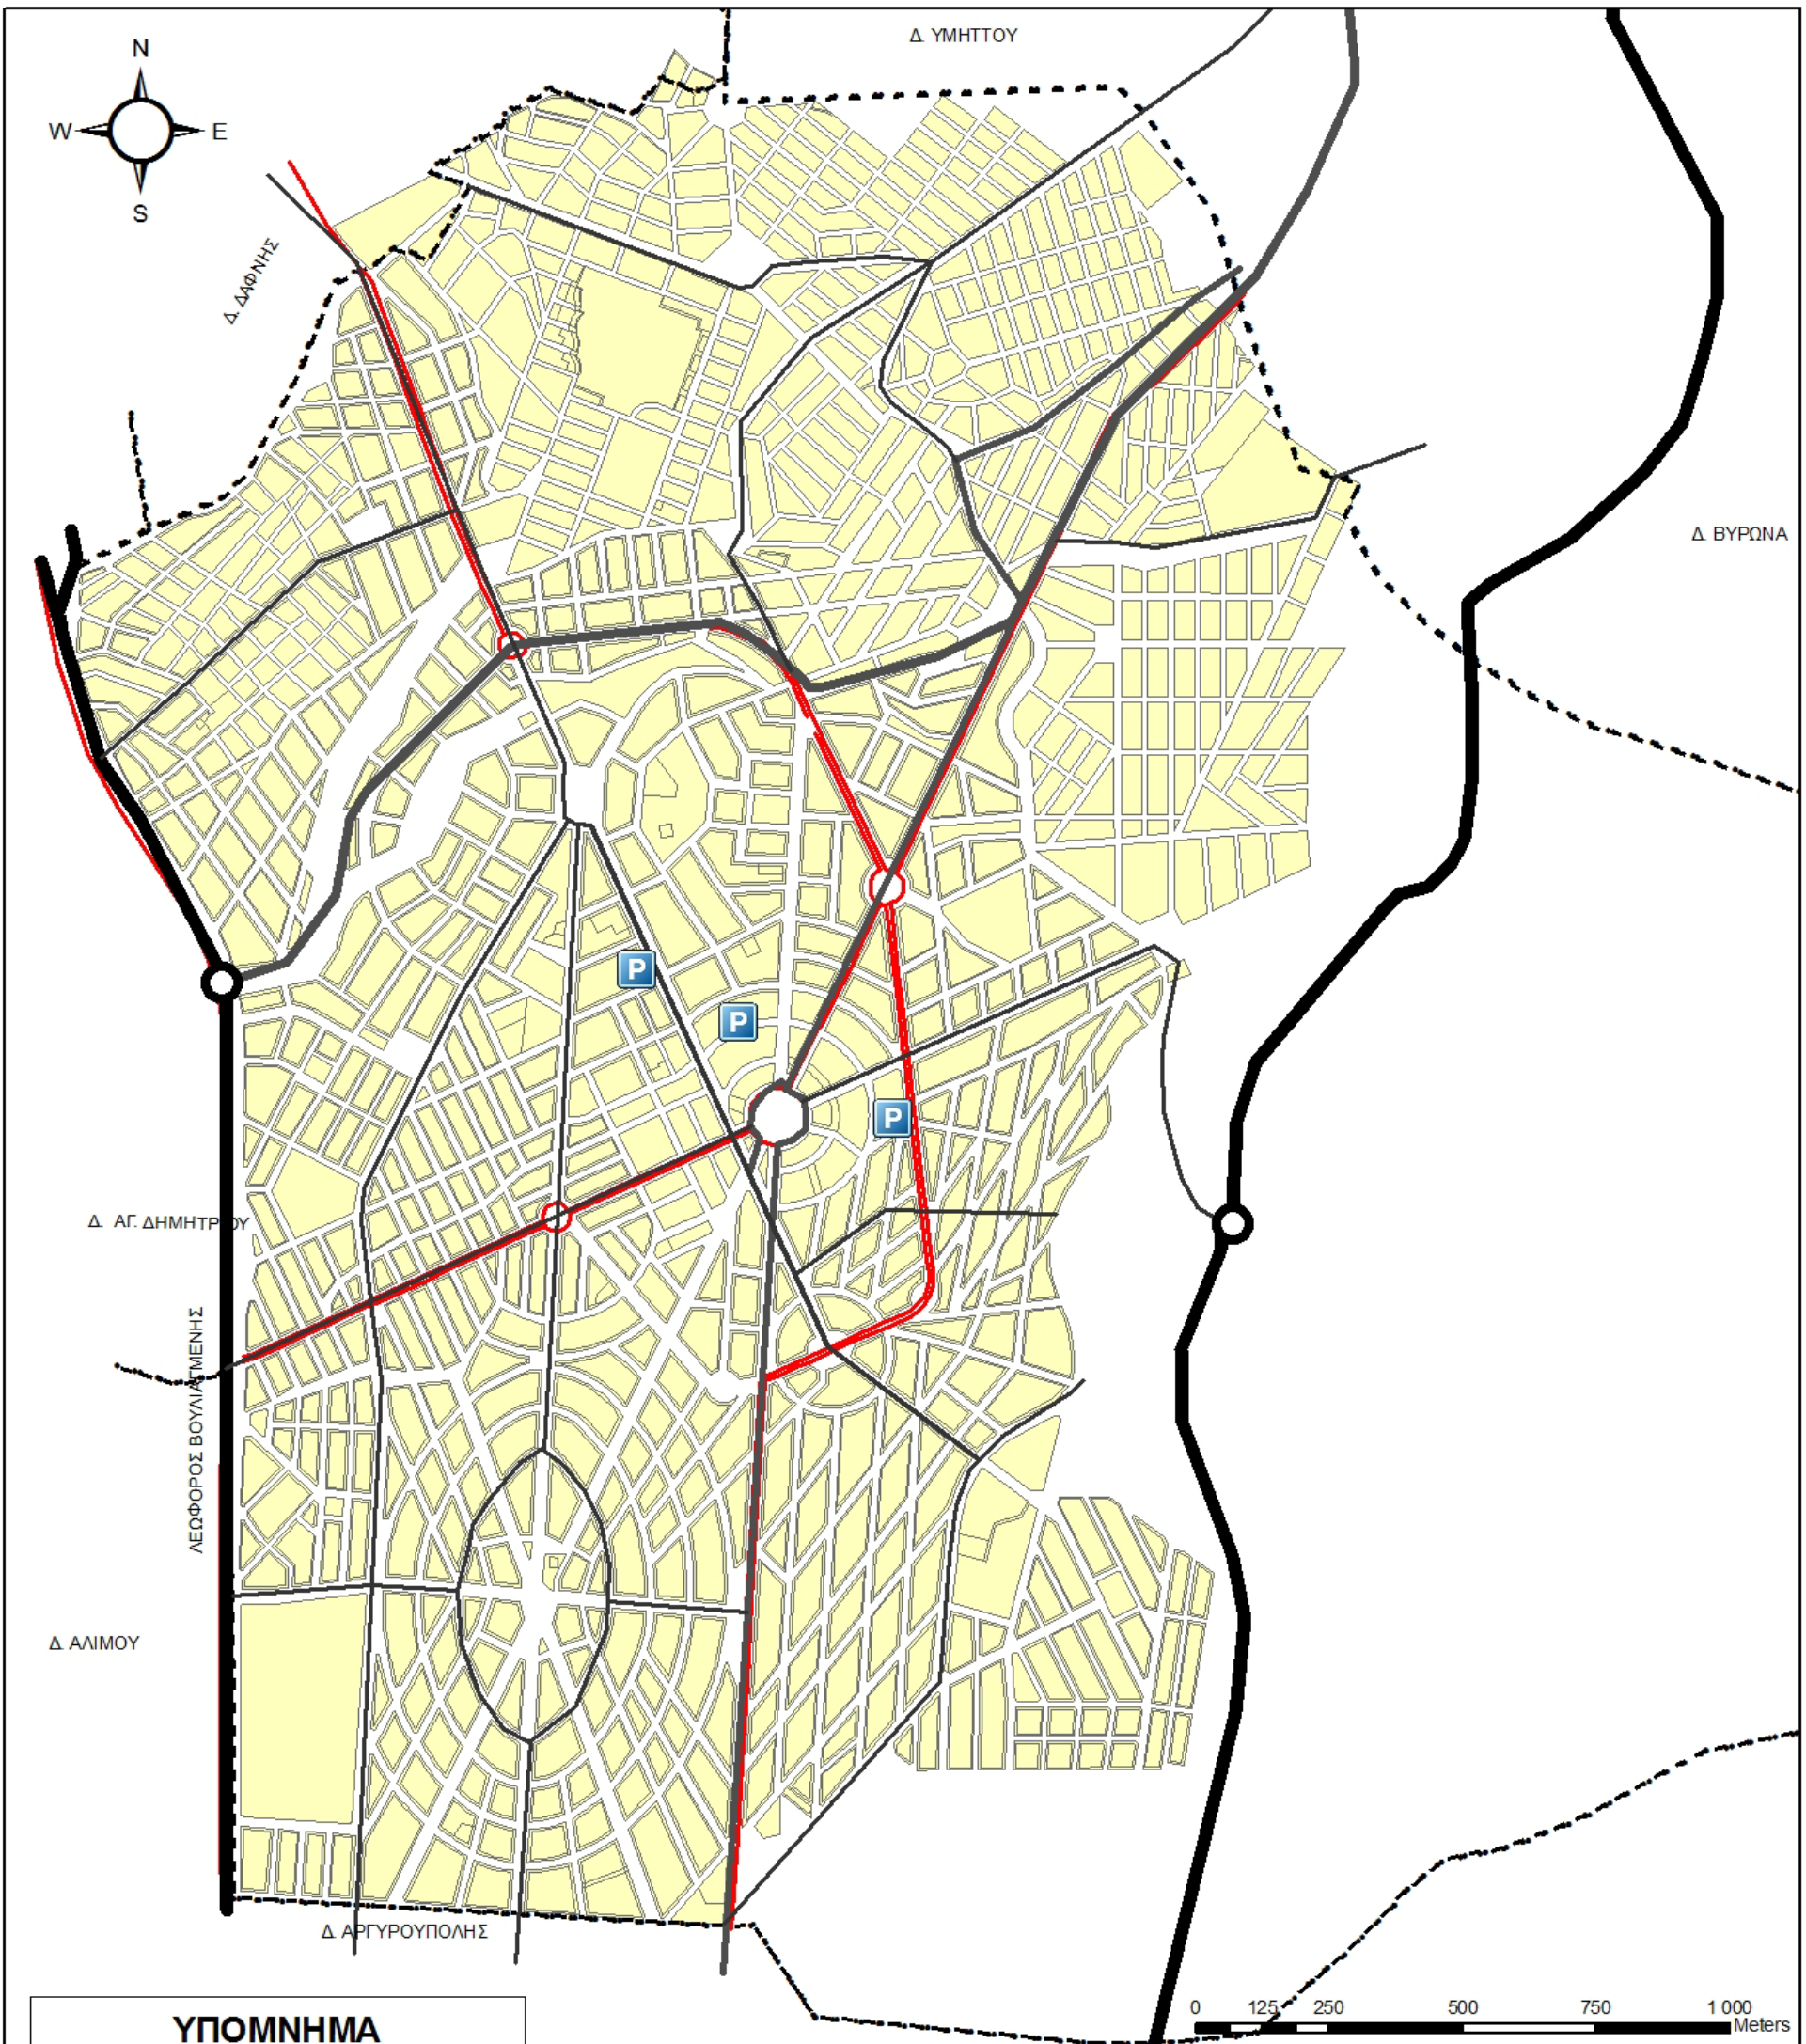 Δ. ΥΜΗΤΤΟΥ
N
W E
S
Δ. ΔΑΦΝΗΣ
Δ. ΒΥΡΩΝΑ
P
P
P
Δ. ΑΓ. ΔΗΜΗΤΡΙΟΥ
ΛΕΩΦΟΡΟΣ ΒΟΥΛΙΑΓΜΕΝΗΣ
Δ. ΑΛΙΜΟΥ
Δ. ΑΡΓΥΡΟΥΠΟΛΗΣ
ΥΠΟΜΝΗΜΑ
0 125 250 500 750 1 000
Meters